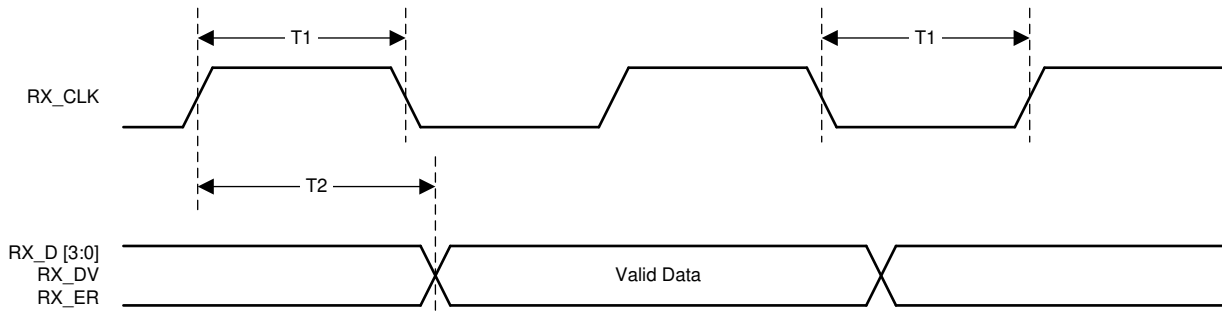 T1
T1
RX_CLK
T2
RX_D [3:0]
RX_DV
RX_ER
Valid Data